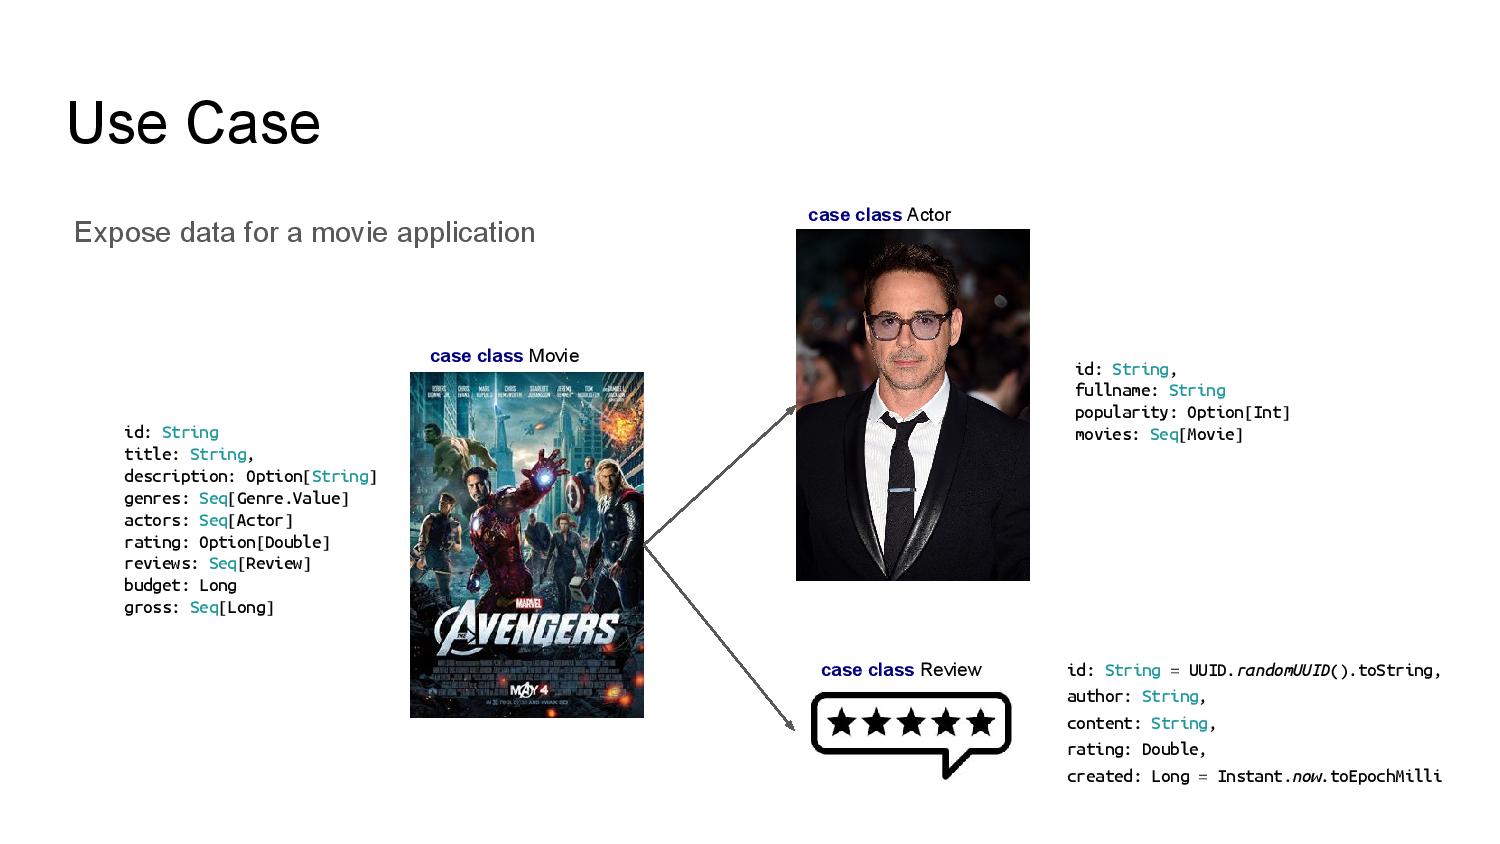 Use Case
Expose data for a movie application
case class Movie
id: String
title: String,
description: Option[String]
genres: Seq[Genre.Value]
actors: Seq[Actor]
rating: Option[Double]
reviews: Seq[Review]
budget: Long
gross: Seq[Long]
MARVEL
THE
AVENGERS
MAY 4
case class Actor
id: String,
fullname: String
popularity: Option[Int]
movies: Seq[Movie]
case class Review
id: String = UUID.randomUUID().toString,
author: String,
content: String,
rating: Double,
created: Long = Instant.now.toEpochMilli